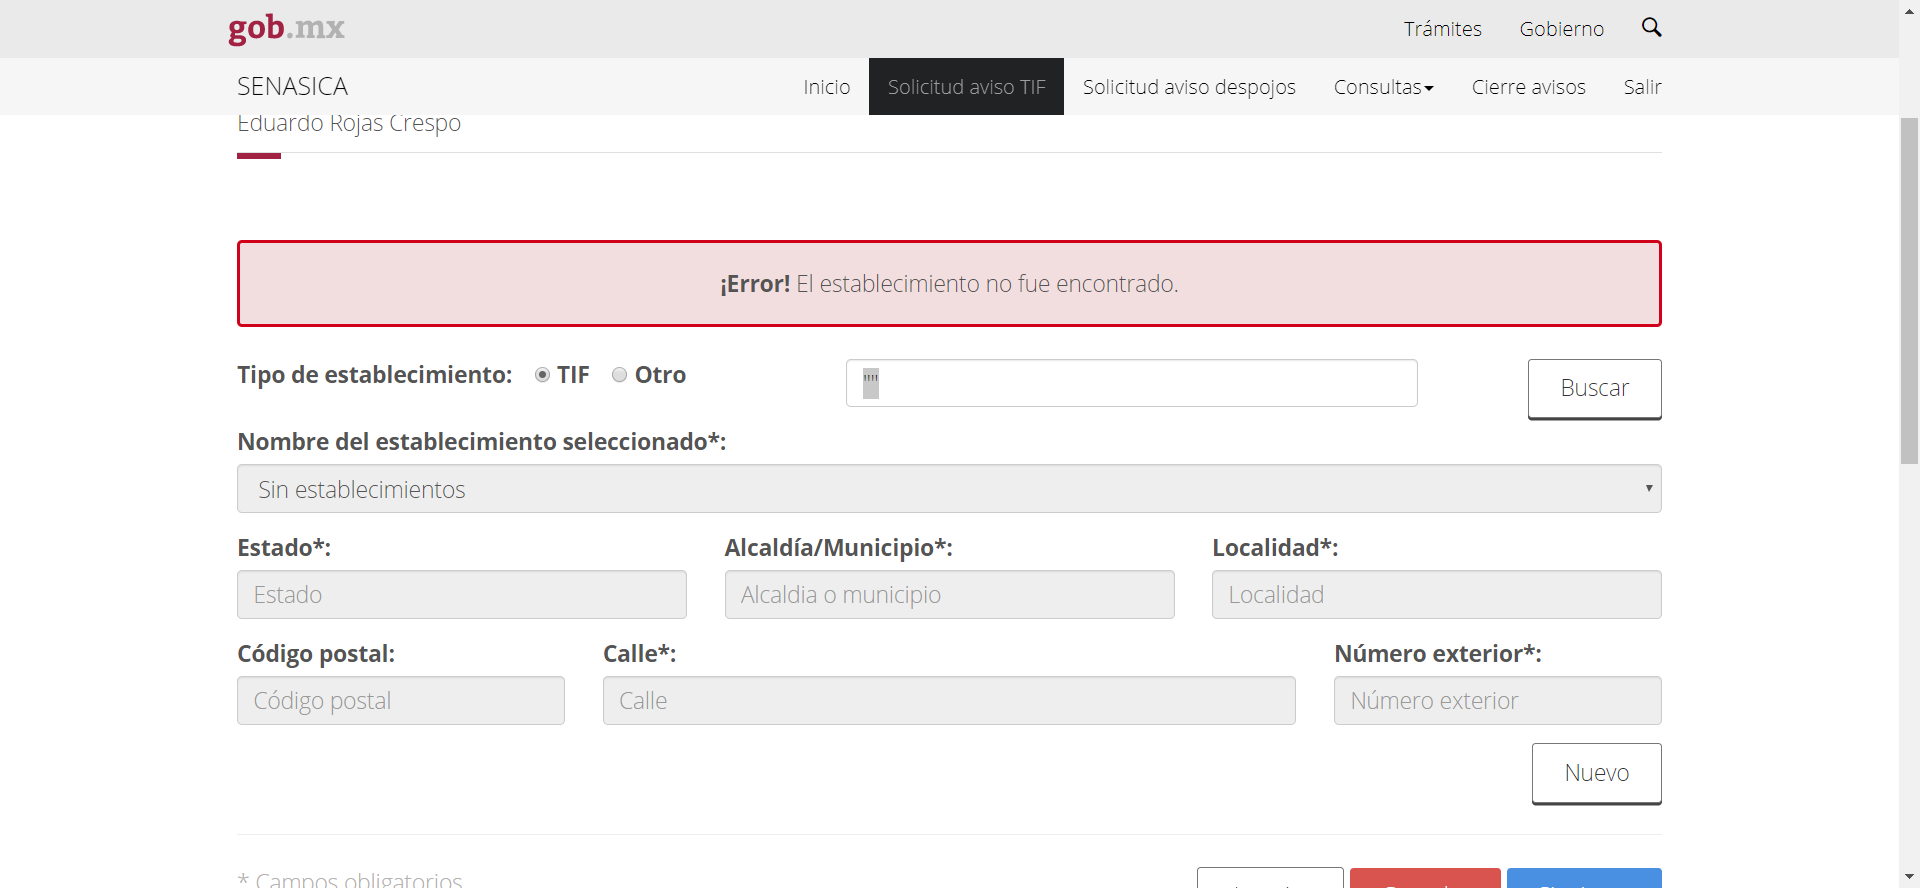 gob.mx
Trámites Gobierno
SENASICA
Inicio Solicitud aviso TIF Solicitud aviso despojos Consultas Cierre avisos Salir
Eduardo Rojas Crespo
¡Error! El establecimiento no fue encontrado.
Tipo de establecimiento: TIF Otro "" Buscar
Nombre del establecimiento seleccionado*:
Sin establecimientos
Estado*: Alcaldía/Municipio*: Localidad*:
Estado Alcaldia o municipio Localidad
Código postal: Calle*: Número exterior*:
Código postal Calle Número exterior
Nuevo
* Campos obligatorios